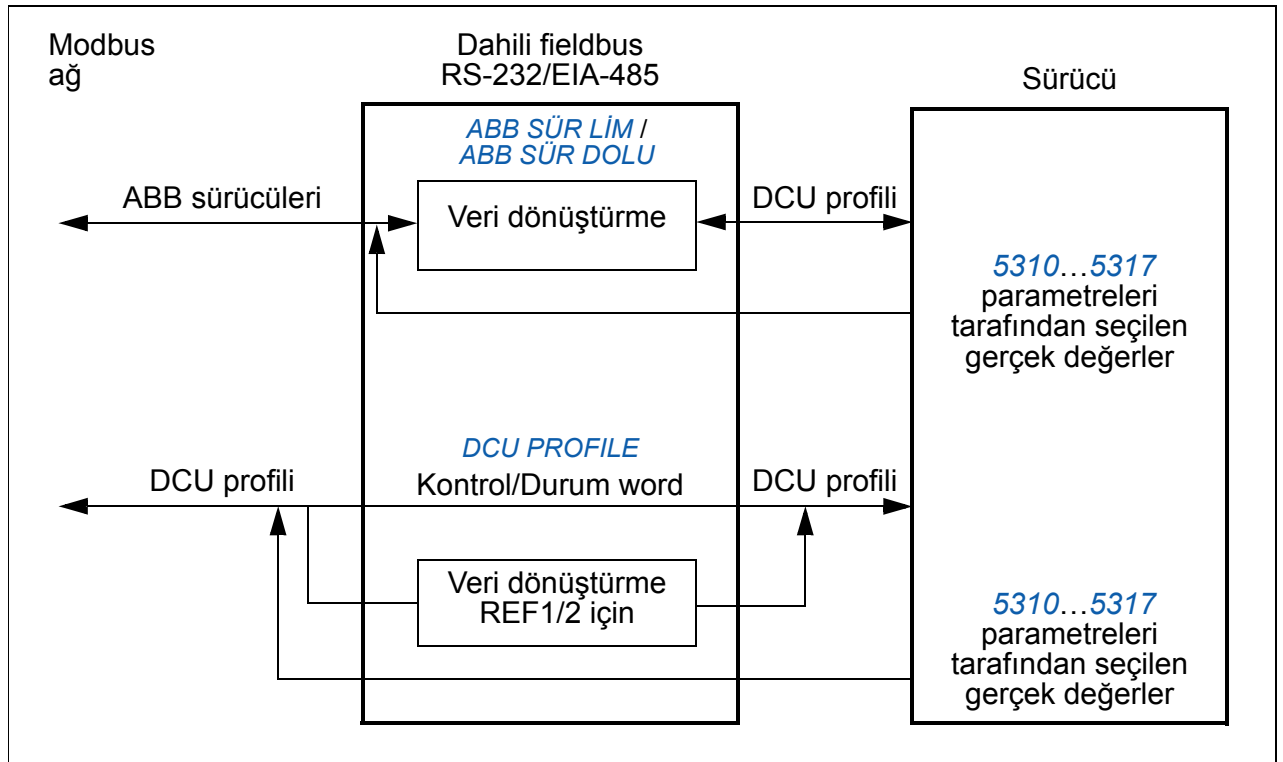 Modbus
ağ
Dahili fieldbus
RS-232/EIA-485
Sürücü
ABB SÜR LİM /
ABB SÜR DOLU
ABB sürücüleri
Veri dönüştürme
DCU profili
5310…5317
parametreleri
tarafından seçilen
gerçek değerler
DCU PROFILE
DCU profili
Kontrol/Durum word
DCU profili
Veri dönüştürme
REF1/2 için
5310…5317
parametreleri
tarafından seçilen
gerçek değerler